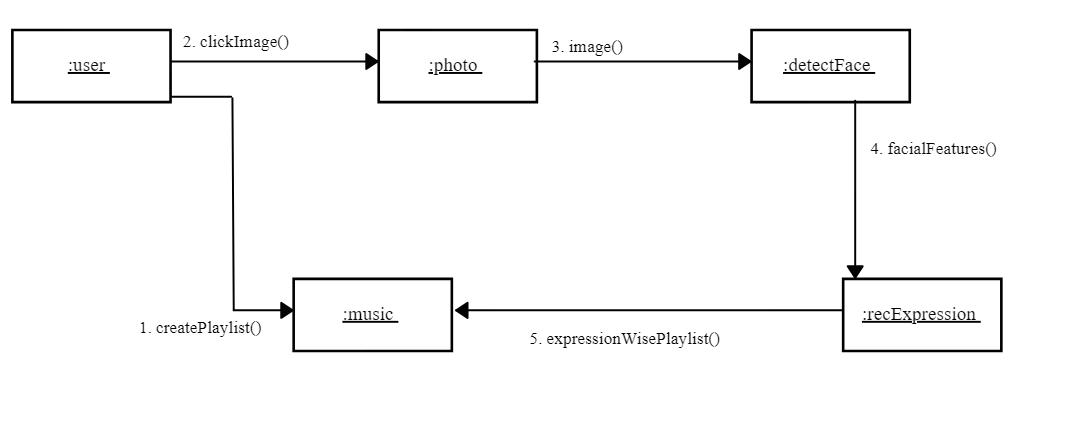 2. clickImage()
3. image()
:user
:photo
:detectFace
4. facialFeatures()
:music
:recExpression
1. createPlaylist()
5. expressionWisePlaylist()